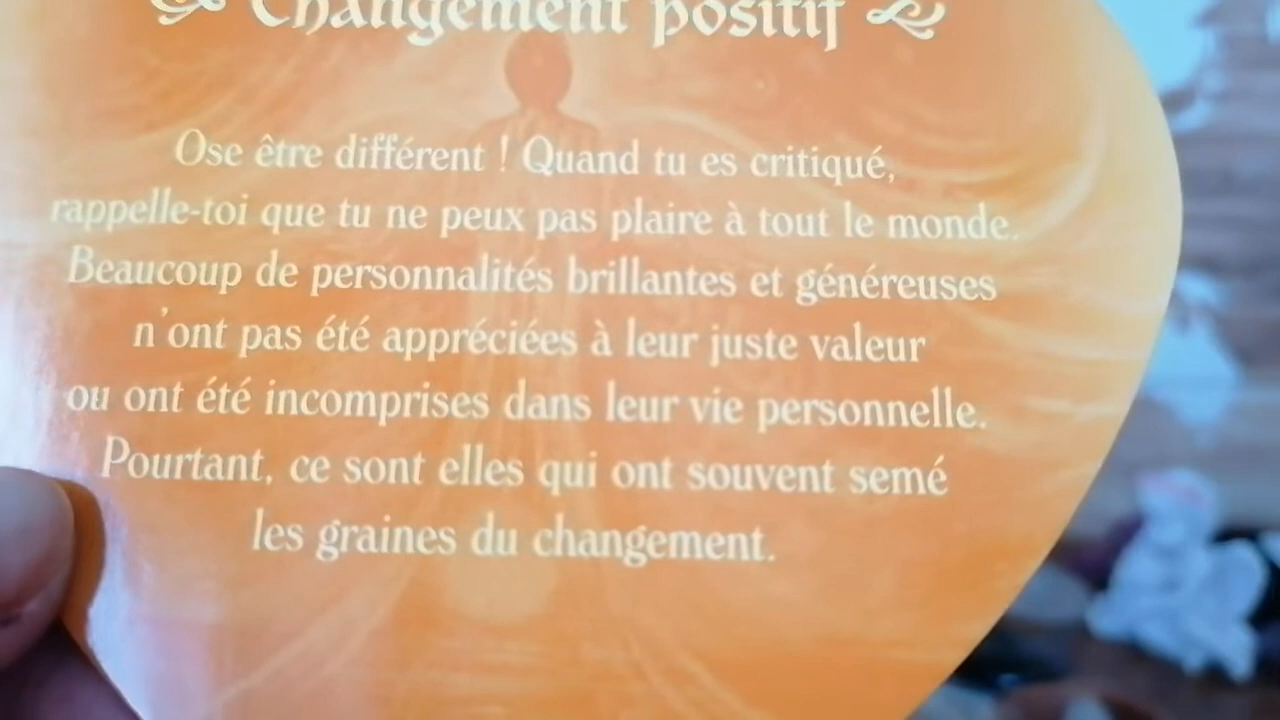 Changement positif
Ose être différent ! Quand tu es critiqué,
rappelle-toi que tu ne peux pas plaire à tout le monde.
Beaucoup de personnalités brillantes et généreuses
n'ont pas été appréciées à leur juste valeur
ou ont été incomprises dans leur vie personnelle.
Pourtant, ce sont elles qui ont souvent semé
les graines du changement.